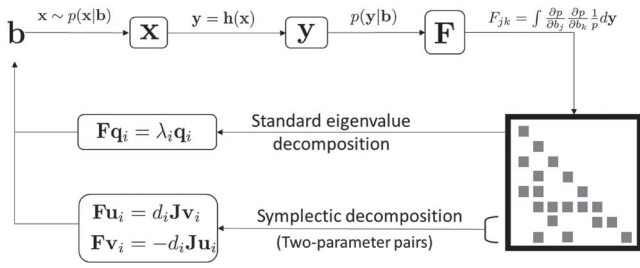 b x ∼ p(x|b) x y = h(x) y p(y|b) F F_{jk} = ∫ ∂p/∂b_j ∂p/∂b_k 1/p dy
Fq_i = λ_i q_i
Standard eigenvalue
decomposition
Fu_i = d_i Jv_i
Fv_i = −d_i Ju_i
Symplectic decomposition
(Two-parameter pairs)